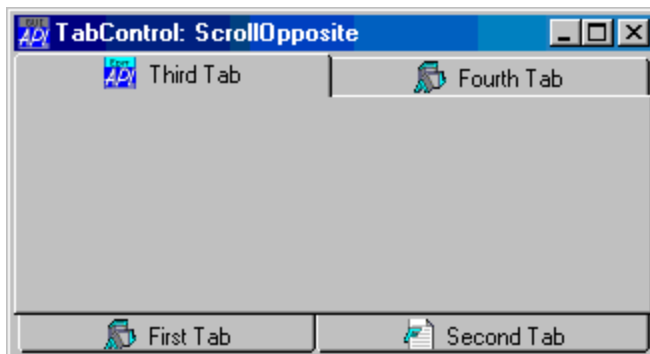 TabControl: ScrollOpposite
Third Tab
Fourth Tab
First Tab
Second Tab